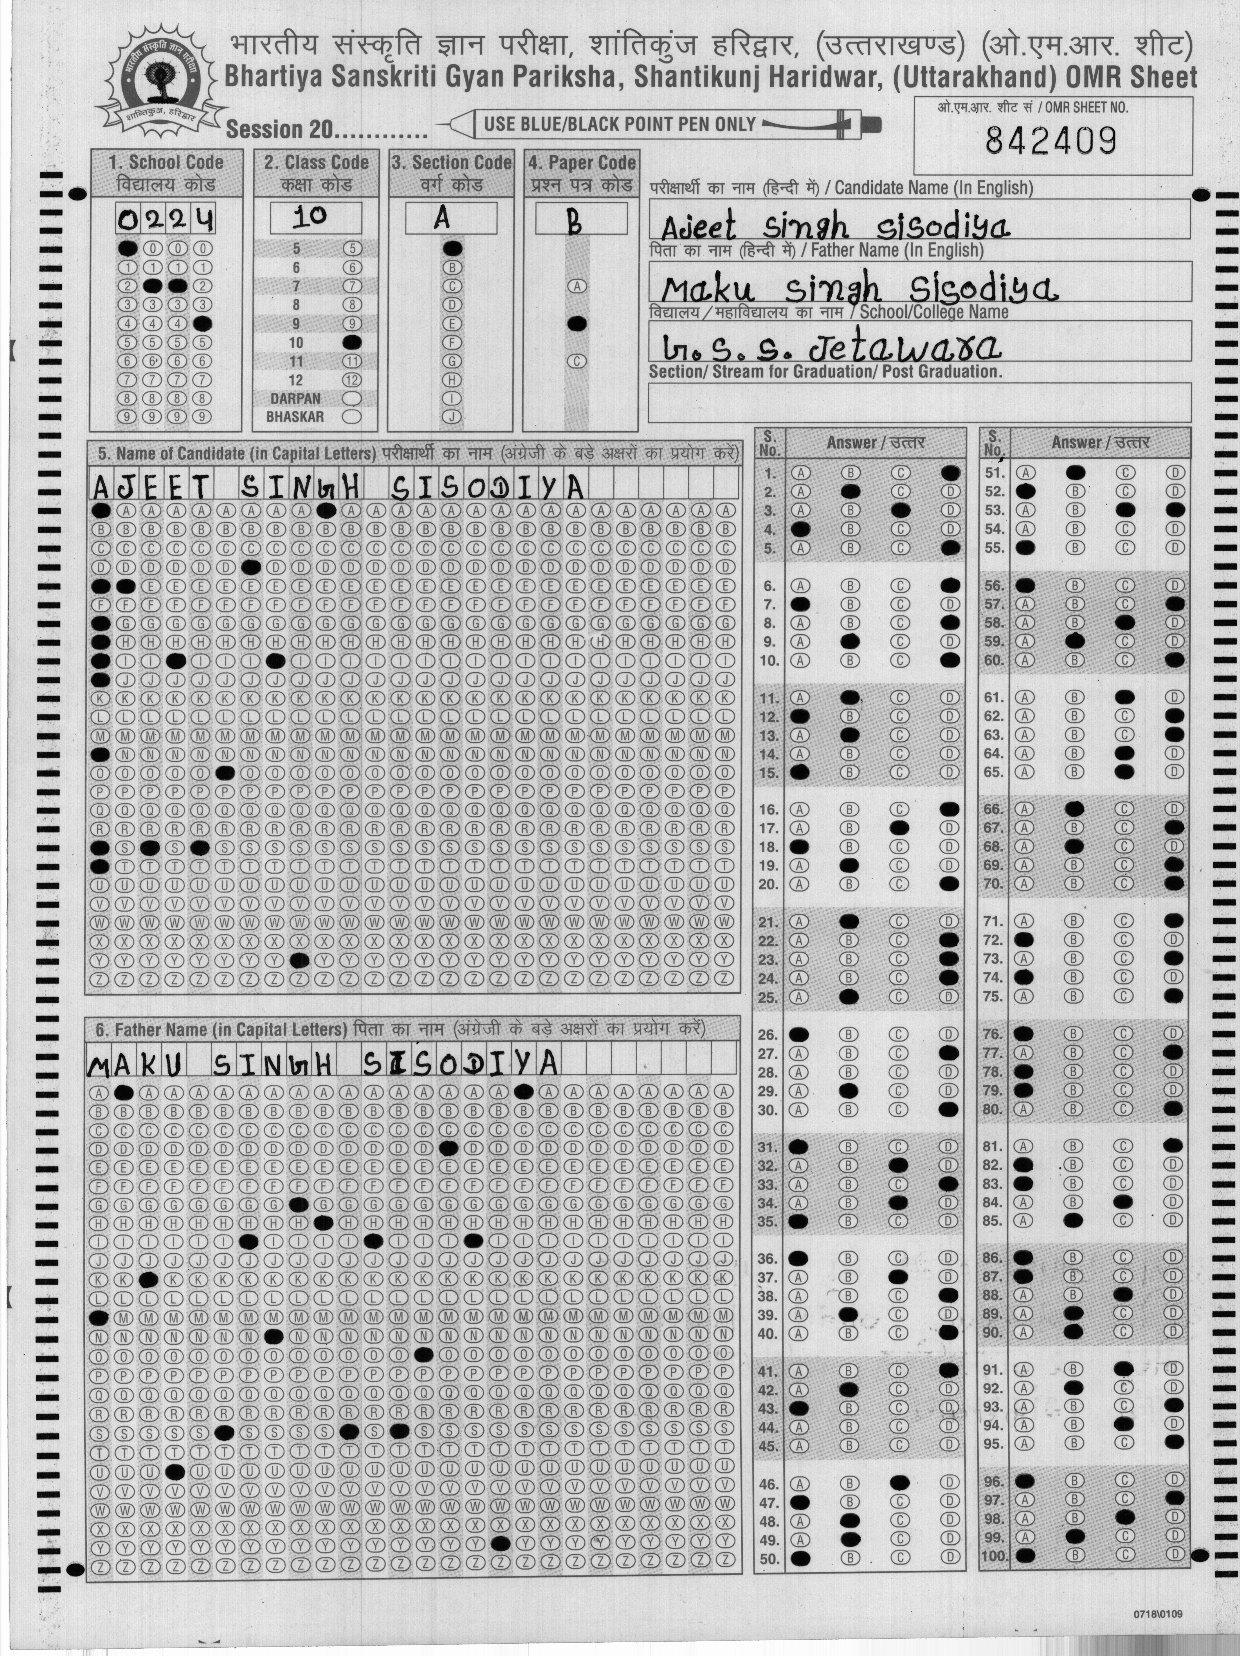 भारतीय संस्कृति ज्ञान परीक्षा, शांतिकुंज हरिद्वार, (उत्तराखण्ड) (ओ.एम.आर. शीट)
Bhartiya Sanskriti Gyan Pariksha, Shantikunj Haridwar, (Uttarakhand) OMR Sheet
Session 20............
USE BLUE/BLACK POINT PEN ONLY
ओ.एम.आर. शीट सं / OMR SHEET NO.
842409
1. School Code
विद्यालय कोड
0224
2. Class Code
कक्षा कोड
10
5
6
7
8
9
10
11
12
DARPAN
BHASKAR
3. Section Code
वर्ग कोड
A
4. Paper Code
प्रश्न पत्र कोड
B
परीक्षार्थी का नाम (हिन्दी में) / Candidate Name (In English)
Ajeet singh sisodiya
पिता का नाम (हिन्दी में) / Father Name (In English)
Maku singh sisodiya
विद्यालय / महाविद्यालय का नाम / School/College Name
G.S.S. Jetawara
Section/ Stream for Graduation/ Post Graduation.
5. Name of Candidate (in Capital Letters) परीक्षार्थी का नाम (अंग्रेजी के बड़े अक्षरों का प्रयोग करें)
AJEET SINGH SISODIYA
6. Father Name (in Capital Letters) पिता का नाम (अंग्रेजी के बड़े अक्षरों का प्रयोग करें)
MAKU SINGH SISODIYA
S. No. Answer / उत्तर
S. No. Answer / उत्तर
0718\0109